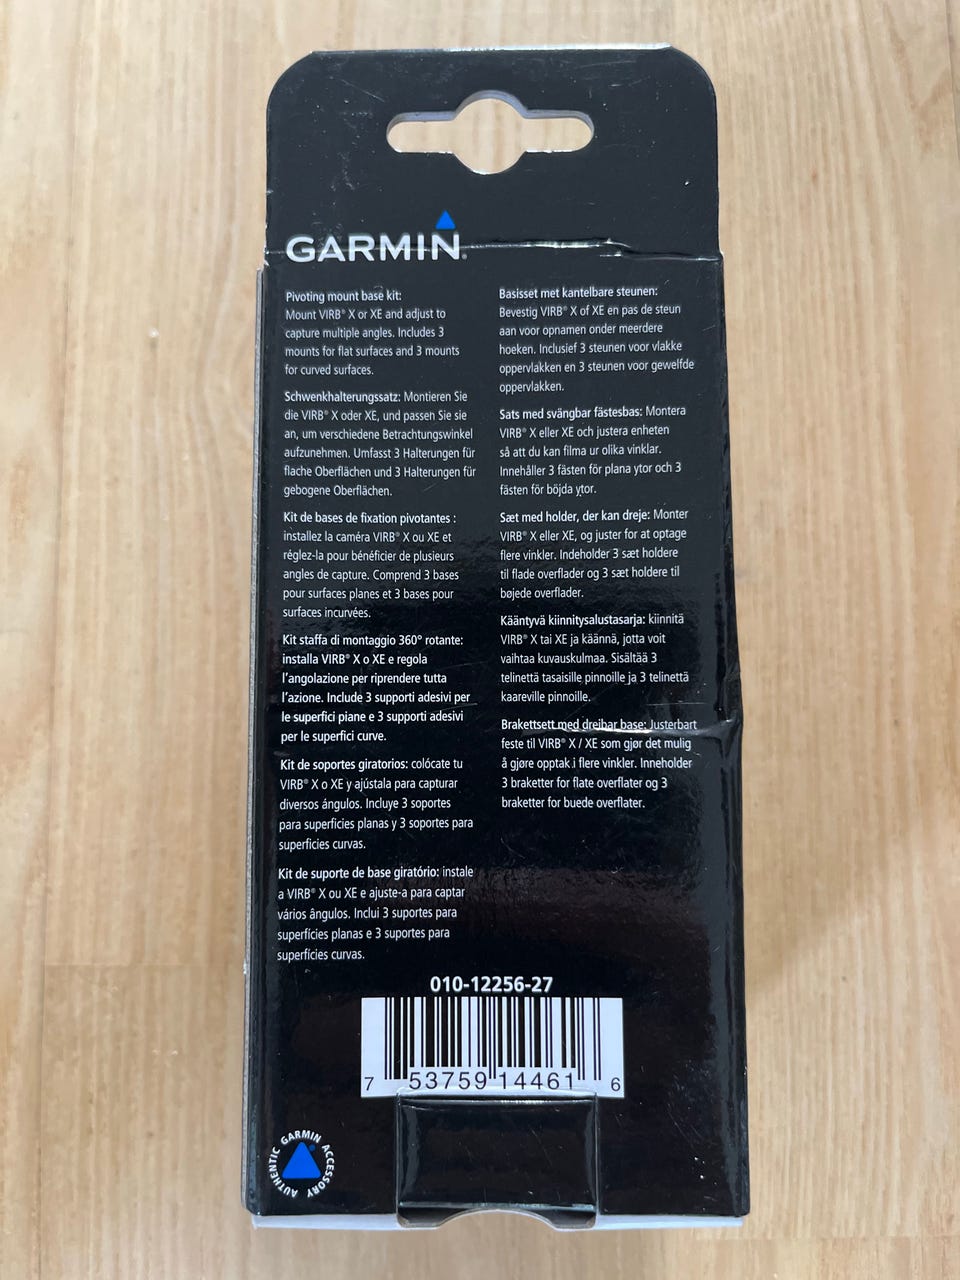 GARMIN®
Pivoting mount base kit:
Mount VIRB® X or XE and adjust to
capture multiple angles. Includes 3
mounts for flat surfaces and 3 mounts
for curved surfaces.
Schwenkhalterungssatz: Montieren Sie
die VIRB® X oder XE, und passen Sie sie
an, um verschiedene Betrachtungswinkel
aufzunehmen. Umfasst 3 Halterungen für
flache Oberflächen und 3 Halterungen für
gebogene Oberflächen.
Kit de bases de fixation pivotantes :
installez la caméra VIRB® X ou XE et
réglez-la pour bénéficier de plusieurs
angles de capture. Comprend 3 bases
pour surfaces planes et 3 bases pour
surfaces incurvées.
Kit staffa di montaggio 360° rotante:
installa VIRB® X o XE e regola
l’angolazione per riprendere tutta
l’azione. Include 3 supporti adesivi per
le superfici piane e 3 supporti adesivi
per le superfici curve.
Kit de soportes giratorios: colócate tu
VIRB® X o XE y ajústala para capturar
diversos ángulos. Incluye 3 soportes
para superficies planas y 3 soportes para
superficies curvas.
Kit de suporte de base giratório: instale
a VIRB® X ou XE e ajuste-a para captar
vários ângulos. Inclui 3 suportes para
superfícies planas e 3 suportes para
superfícies curvas.
Basisset met kantelbare steunen:
Bevestig VIRB® X of XE en pas de steun
aan voor opnamen onder meerdere
hoeken. Inclusief 3 steunen voor vlakke
oppervlakken en 3 steunen voor gewelfde
oppervlakken.
Sats med svängbar fästesbas: Montera
VIRB® X eller XE och justera enheten
så att du kan filma ur olika vinklar.
Innehåller 3 fästen för plana ytor och 3
fästen för böjda ytor.
Sæt med holder, der kan dreje: Monter
VIRB® X eller XE, og juster for at optage
flere vinkler. Indeholder 3 sæt holdere
til flade overflader og 3 sæt holdere til
bøjede overflader.
Kääntyvä kiinnitysalustasarja: kiinnitä
VIRB® X tai XE ja käännä, jotta voit
vaihtaa kuvauskulmaa. Sisältää 3
telinettä tasaisille pinnoille ja 3 telinettä
kaareville pinnoille.
Brakettsett med dreibar base: Justerbart
feste til VIRB® X / XE som gjør det mulig
å gjøre opptak i flere vinkler. Inneholder
3 braketter for flate overflater og 3
braketter for buede overflater.
010-12256-27
7 53759 14461 6
AUTHENTIC GARMIN ACCESSORY